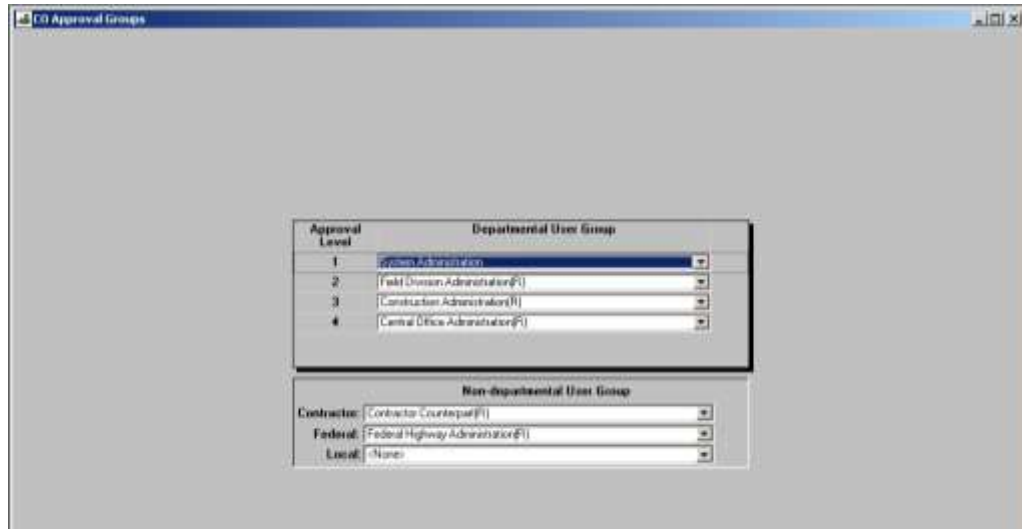 CO Approval Groups
Approval Level
Departmental User Group
1 System Administration
2 Field Division Administration(R)
3 Construction Administration(R)
4 Central Office Administration(R)
Non-departmental User Group
Contractor: Contractor Counterpart(R)
Federal: Federal Highway Administration(R)
Local: <None>